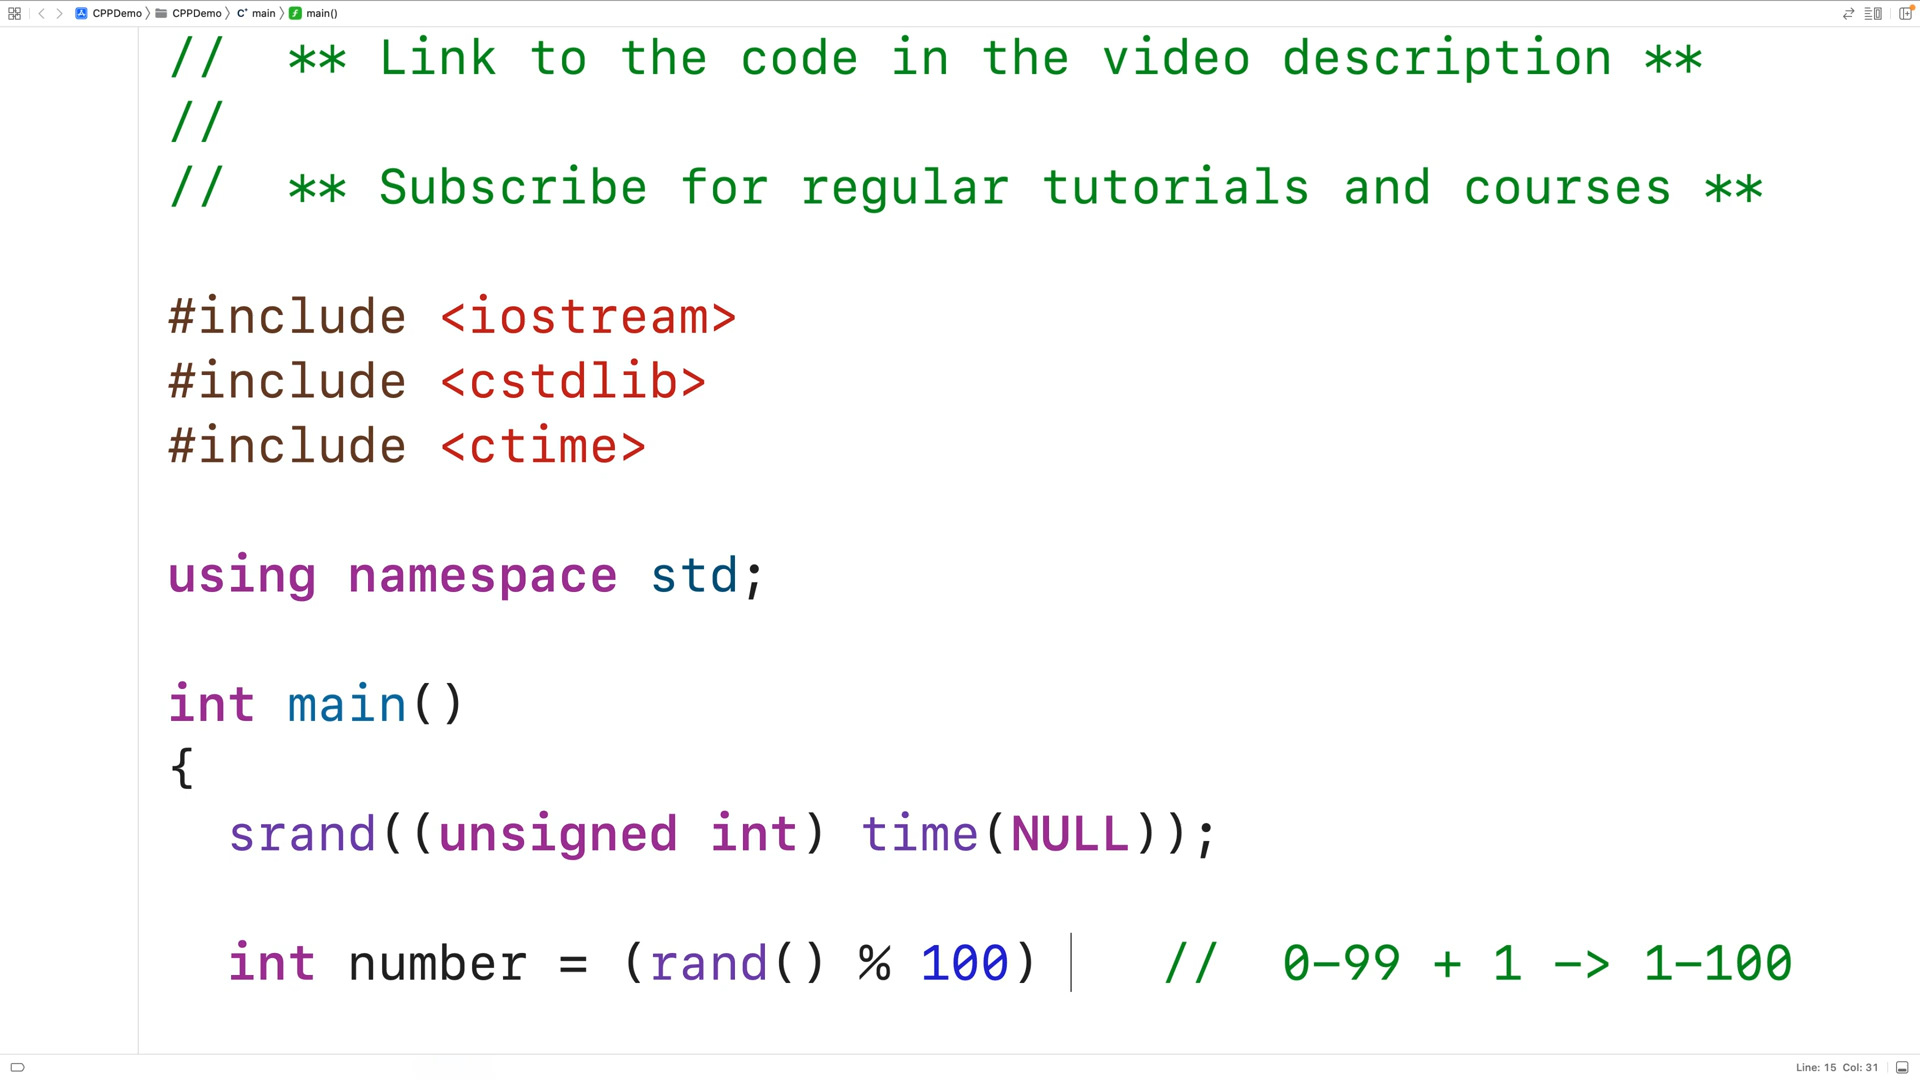 CPPDemo CPPDemo C+ main f main()
// ** Link to the code in the video description **
//
// ** Subscribe for regular tutorials and courses **
#include <iostream>
#include <cstdlib>
#include <ctime>
using namespace std;
int main()
{
srand((unsigned int) time(NULL));
int number = (rand() % 100) // 0-99 + 1 -> 1-100
Line: 15 Col: 31